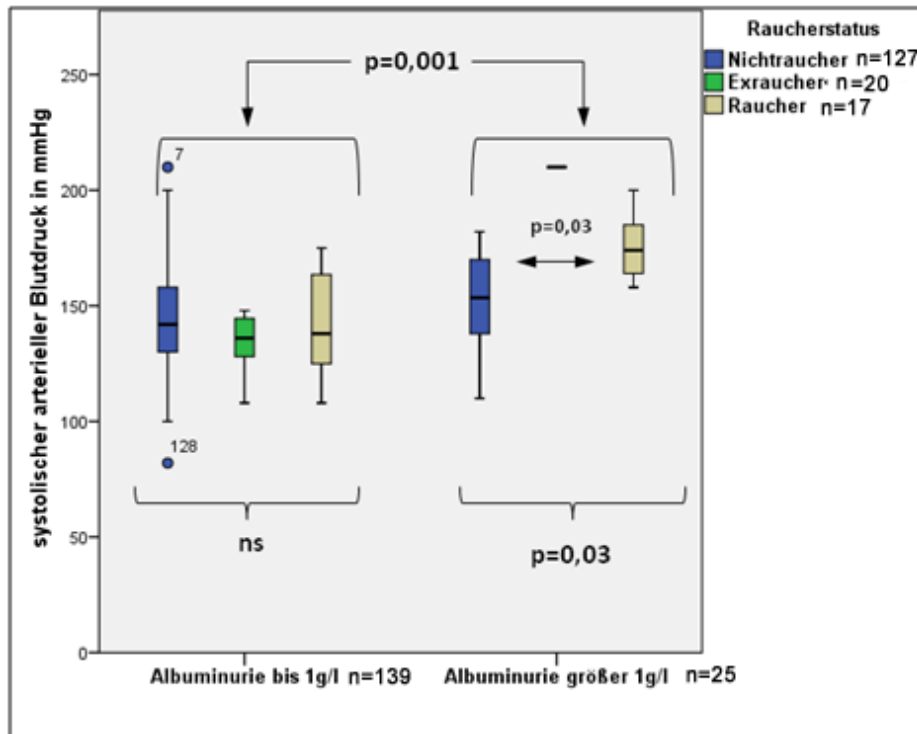 Raucherstatus
Nichtraucher n=127
Exraucher n=20
Raucher n=17
systolischer arterieller Blutdruck in mmHg
250
200
150
100
50
0
p=0,001
7
128
p=0,03
ns
p=0,03
Albuminurie bis 1g/l n=139
Albuminurie größer 1g/l n=25